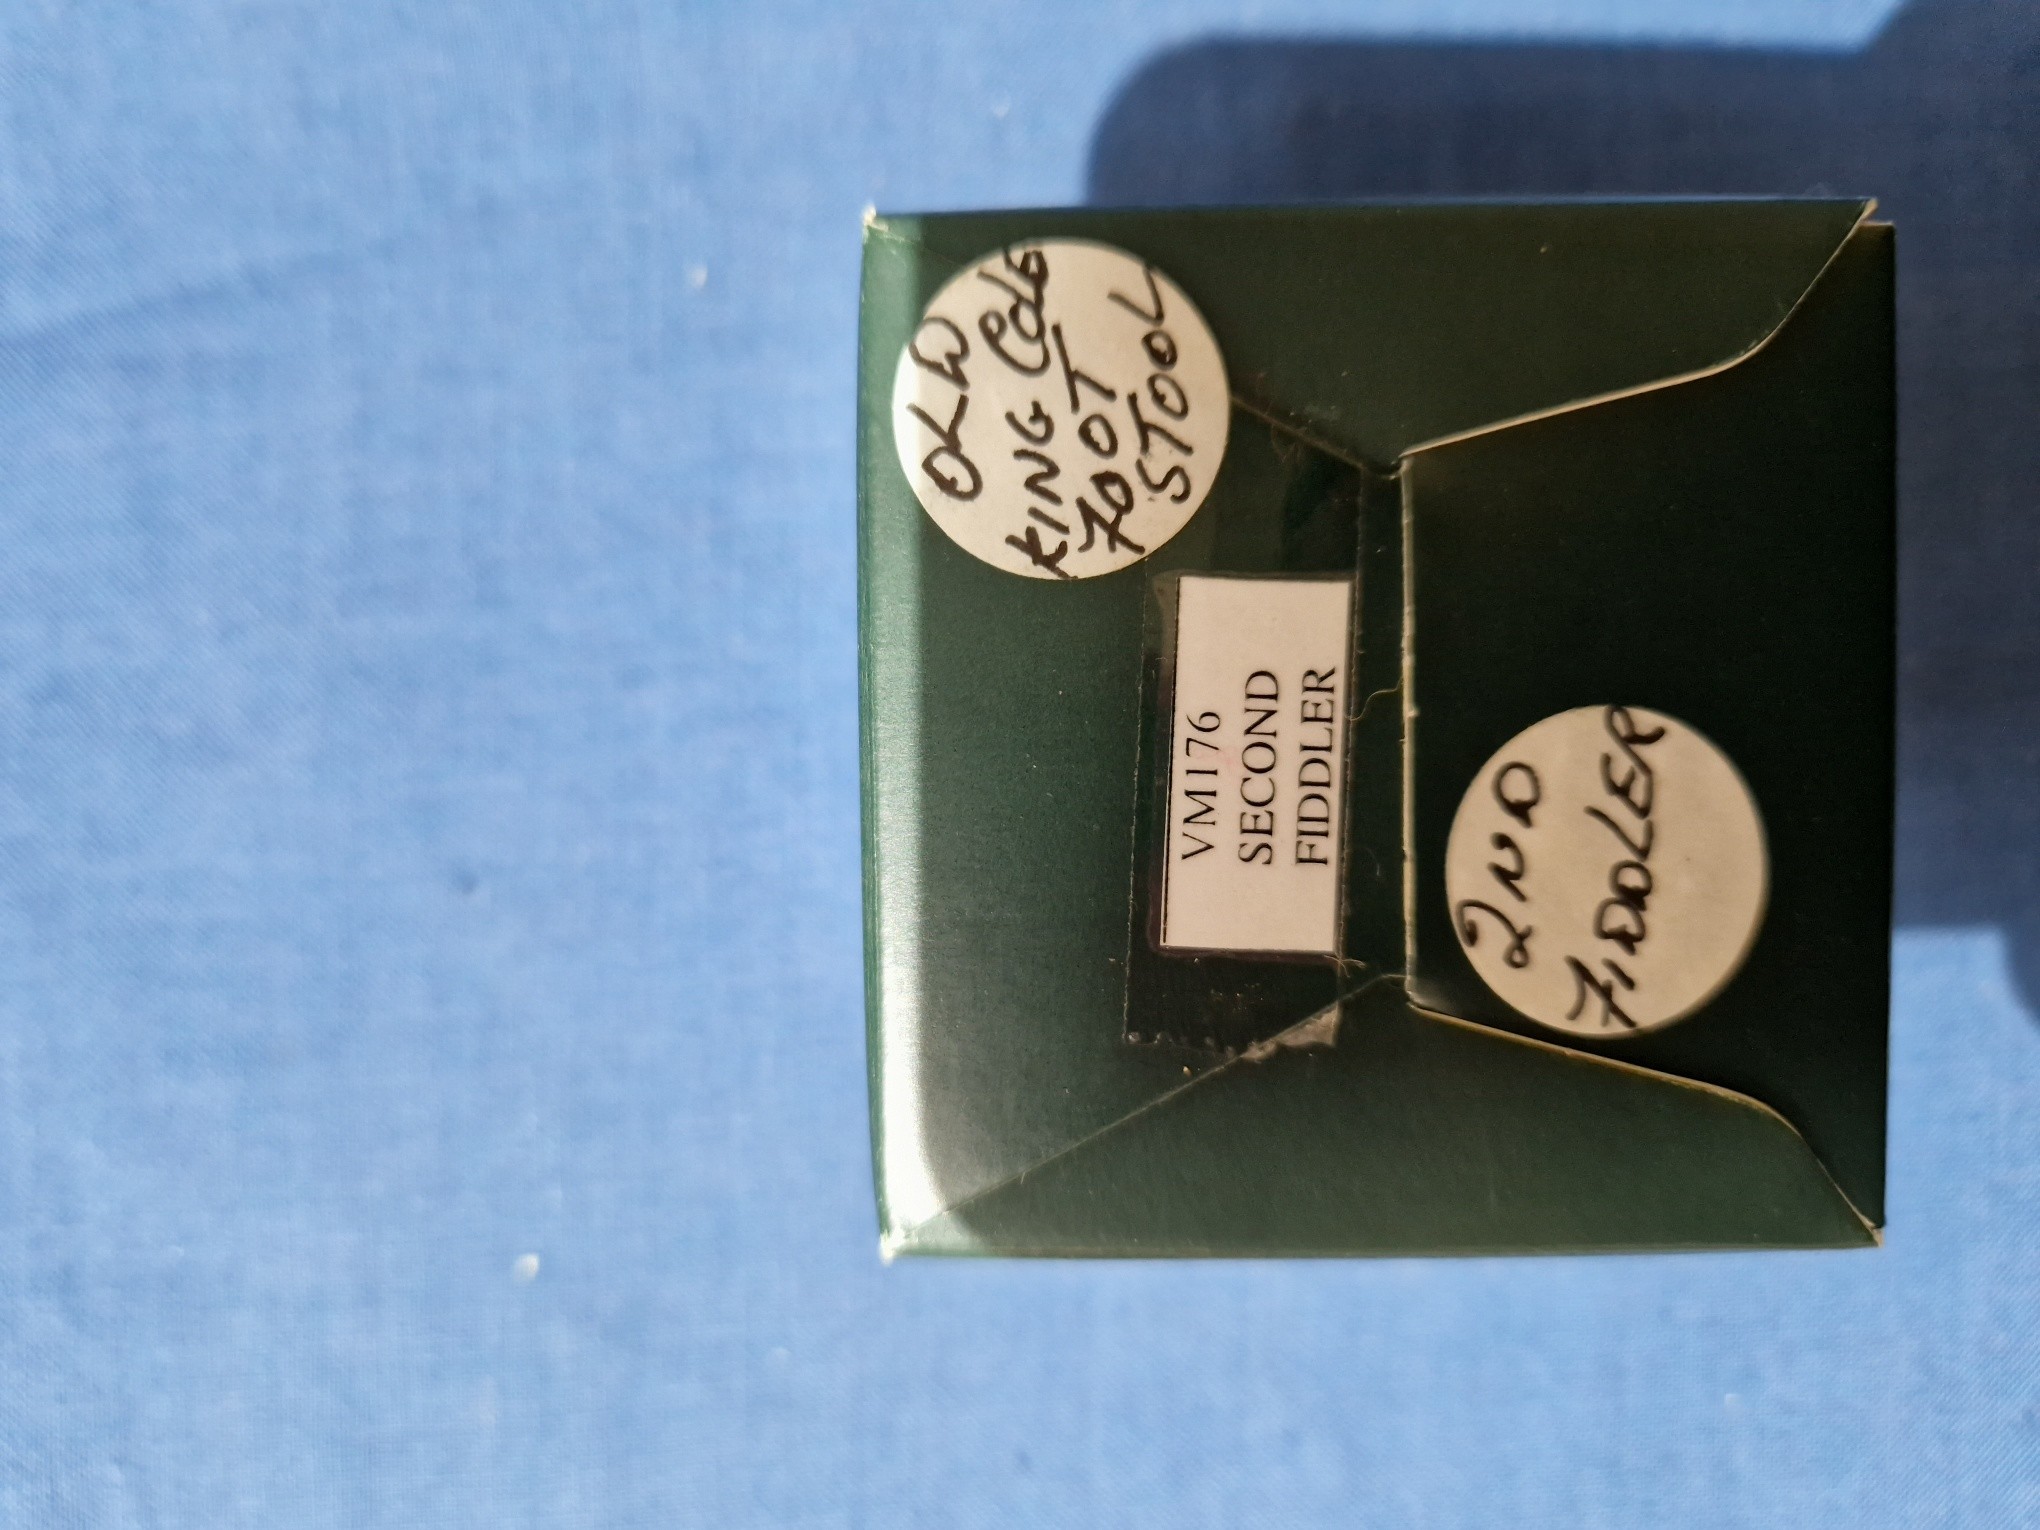 OLD
KING Cole
FOOT
STOOL
VM176
SECOND
FIDDLER
2ND
FIDDLER